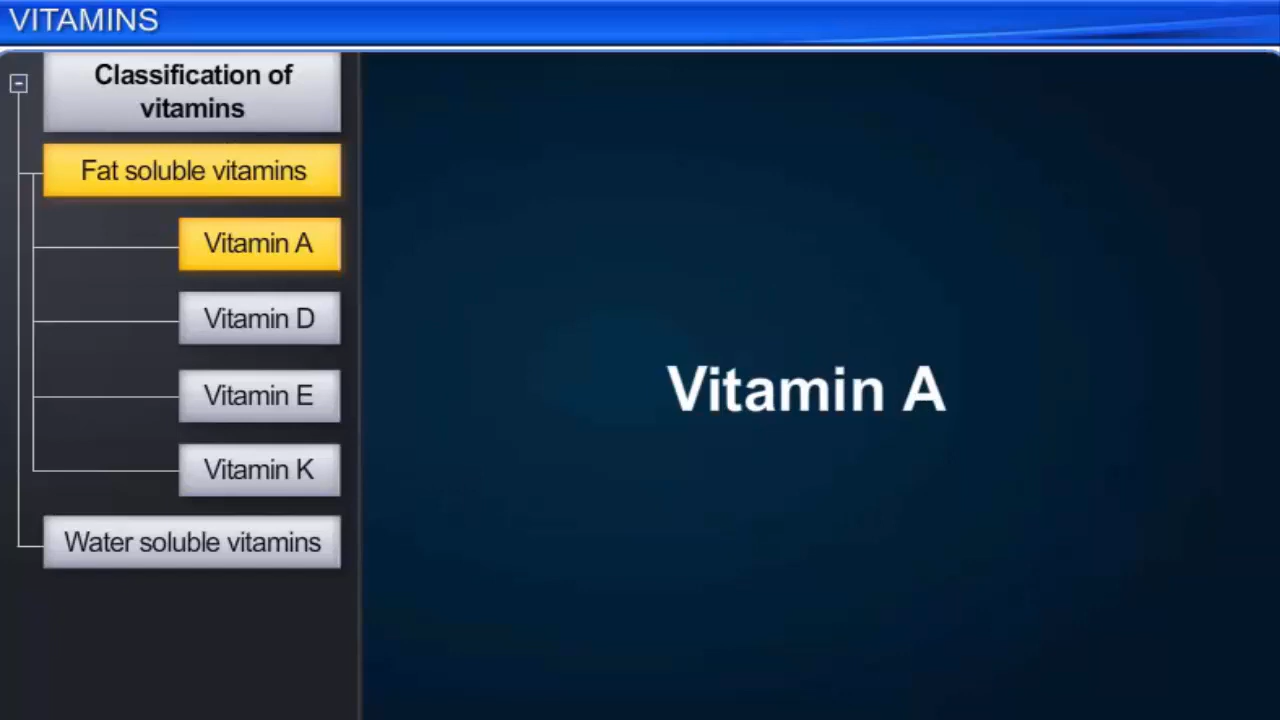 VITAMINS
Classification of
vitamins
Fat soluble vitamins
Vitamin A
Vitamin D
Vitamin E
Vitamin K
Water soluble vitamins
Vitamin A